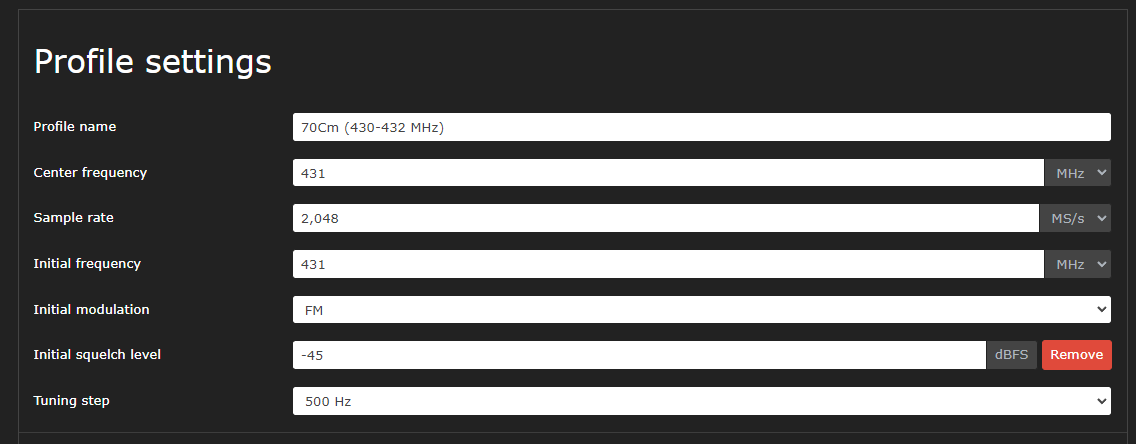 Profile settings
Profile name 70Cm (430-432 MHz)
Center frequency 431 MHz
Sample rate 2,048 MS/s
Initial frequency 431 MHz
Initial modulation FM
Initial squelch level -45 dBFS Remove
Tuning step 500 Hz